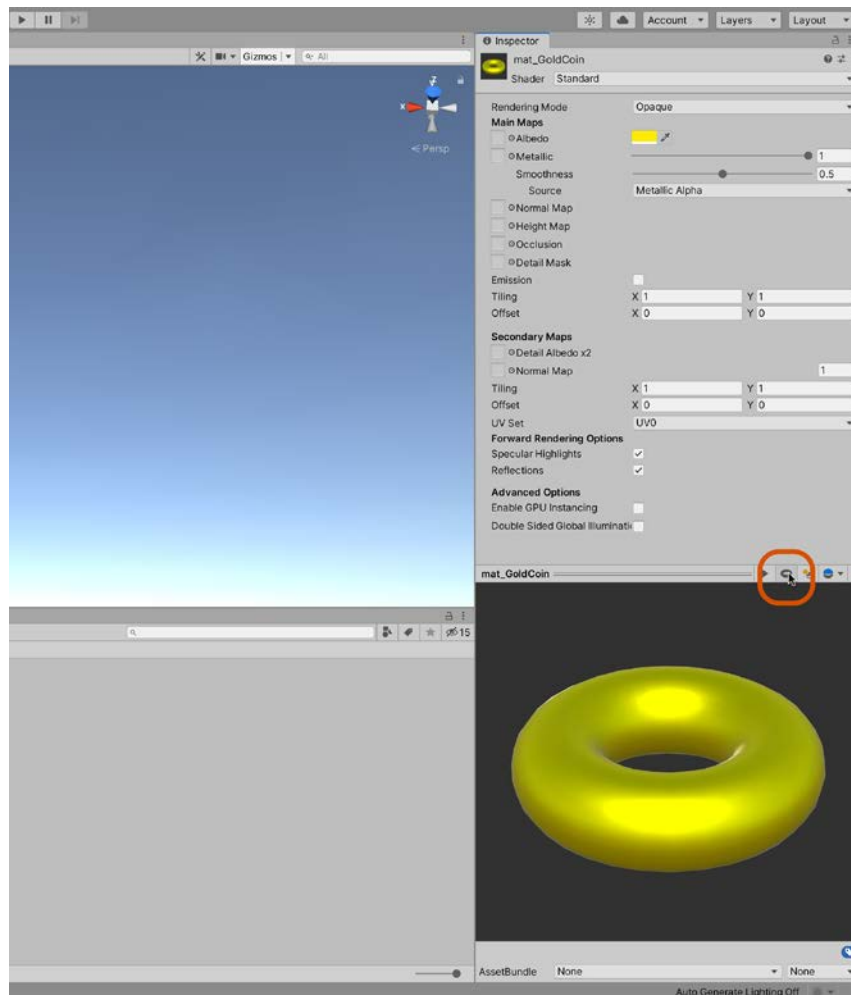 Account Layers Layout
Inspector
Gizmos All
mat_GoldCoin
Shader Standard
Rendering Mode Opaque
Main Maps
Albedo
Metallic 1
Smoothness 0.5
Source Metallic Alpha
Normal Map
Height Map
Occlusion
Detail Mask
Emission
Tiling X 1 Y 1
Offset X 0 Y 0
Secondary Maps
Detail Albedo x2
Normal Map 1
Tiling X 1 Y 1
Offset X 0 Y 0
UV Set UV0
Forward Rendering Options
Specular Highlights
Reflections
Advanced Options
Enable GPU Instancing
Double Sided Global Illuminati
mat_GoldCoin
Z
X
Persp
15
AssetBundle None None
Auto Generate Lighting Off